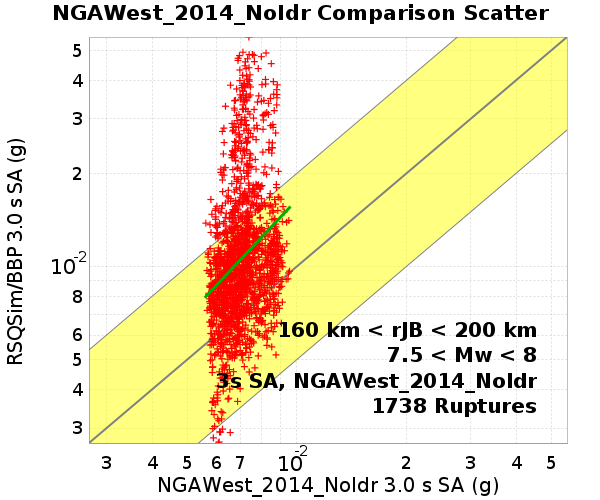 NGAWest_2014_NoIdr Comparison Scatter
RSQSim/BBP 3.0 s SA (g)
5
4
3
2
10-2
8
6
5
4
3
160 km < rJB < 200 km
7.5 < Mw < 8
3s SA, NGAWest_2014_NoIdr
1738 Ruptures
3 4 5 6 7 10-2 2 3 4 5
NGAWest_2014_NoIdr 3.0 s SA (g)